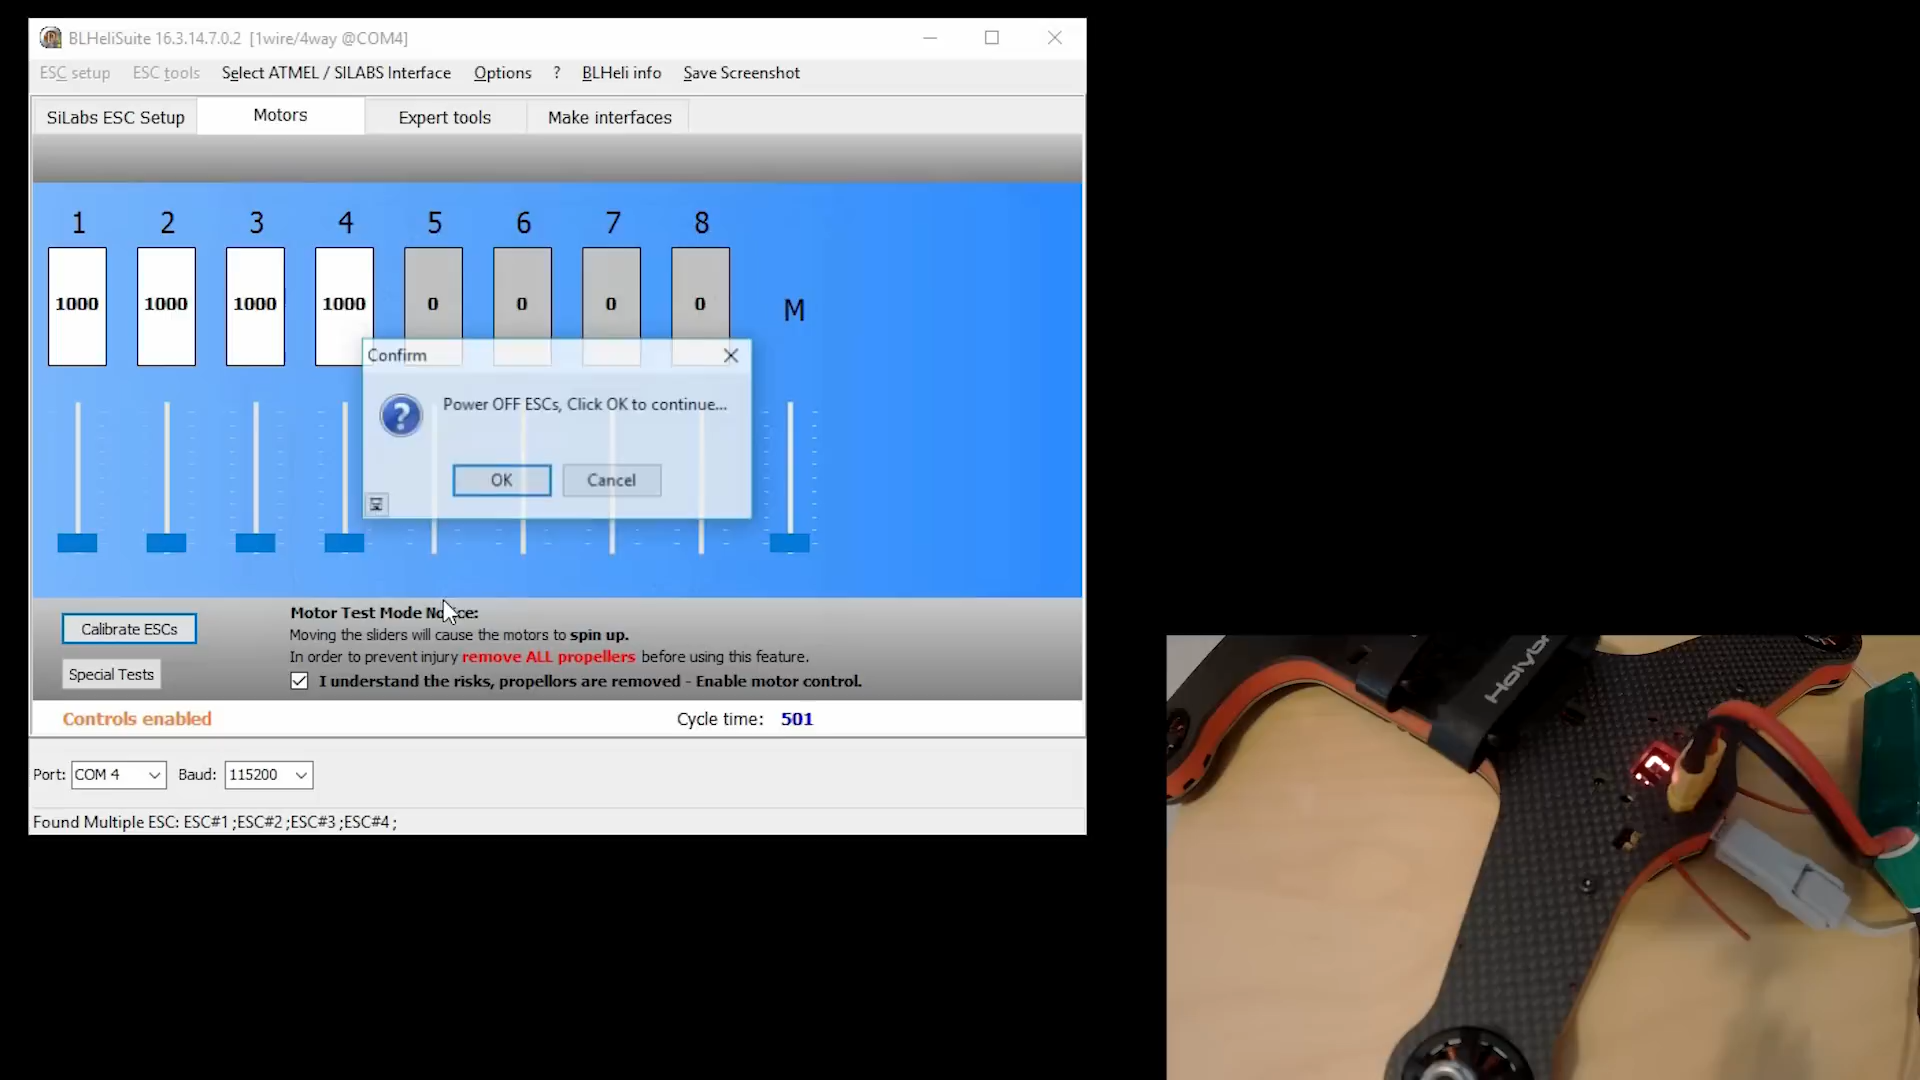 BLHeliSuite 16.3.14.7.0.2 [1wire/4way @COM4]
ESC setup ESC tools Select ATMEL / SILABS Interface Options ? BLHeli info Save Screenshot
SiLabs ESC Setup Motors Expert tools Make interfaces
1 2 3 4 5 6 7 8
1000 1000 1000 1000 0 0 0 0 M
Confirm
Power OFF ESCs, Click OK to continue...
OK Cancel
Calibrate ESCs
Special Tests
Motor Test Mode Notice:
Moving the sliders will cause the motors to spin up.
In order to prevent injury remove ALL propellers before using this feature.
I understand the risks, propellors are removed - Enable motor control.
Controls enabled Cycle time: 501
Port: COM 4 Baud: 115200
Found Multiple ESC: ESC#1 ;ESC#2 ;ESC#3 ;ESC#4 ;
Holybro